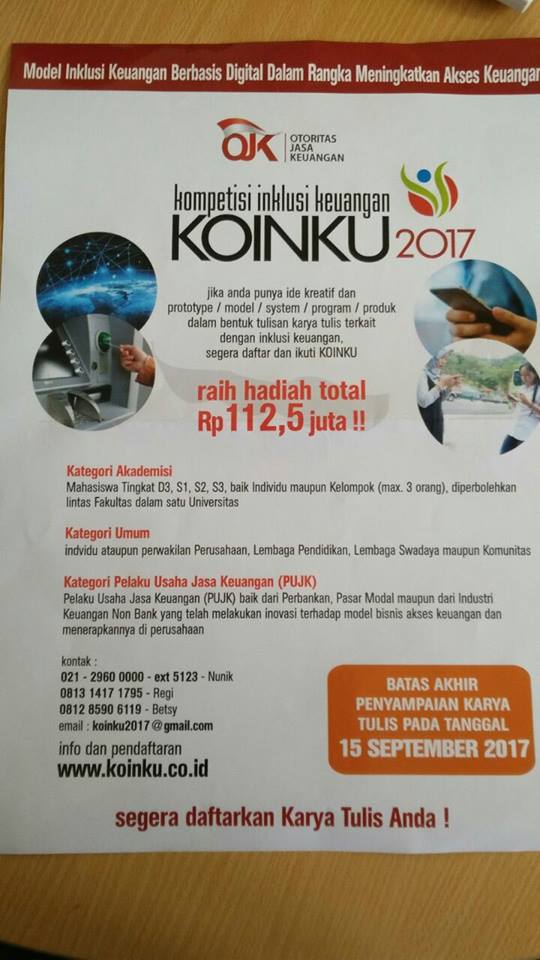 Model Inklusi Keuangan Berbasis Digital Dalam Rangka Meningkatkan Akses Keuangan
OJK
OTORITAS
JASA
KEUANGAN
kompetisi inklusi keuangan
KOINKU 2017
jika anda punya ide kreatif dan
prototype / model / system / program / produk
dalam bentuk tulisan karya tulis terkait
dengan inklusi keuangan,
segera daftar dan ikuti KOINKU
raih hadiah total
Rp112,5 juta !!
Kategori Akademisi
Mahasiswa Tingkat D3, S1, S2, S3, baik Individu maupun Kelompok (max. 3 orang), diperbolehkan
lintas Fakultas dalam satu Universitas
Kategori Umum
indvidu ataupun perwakilan Perusahaan, Lembaga Pendidikan, Lembaga Swadaya maupun Komunitas
Kategori Pelaku Usaha Jasa Keuangan (PUJK)
Pelaku Usaha Jasa Keuangan (PUJK) baik dari Perbankan, Pasar Modal maupun dari Industri
Keuangan Non Bank yang telah melakukan inovasi terhadap model bisnis akses keuangan dan
menerapkannya di perusahaan
kontak :
021 - 2960 0000 - ext 5123 - Nunik
0813 1417 1795 - Regi
0812 8590 6119 - Betsy
email : koinku2017@gmail.com
info dan pendaftaran
www.koinku.co.id
BATAS AKHIR
PENYAMPAIAN KARYA
TULIS PADA TANGGAL
15 SEPTEMBER 2017
segera daftarkan Karya Tulis Anda !